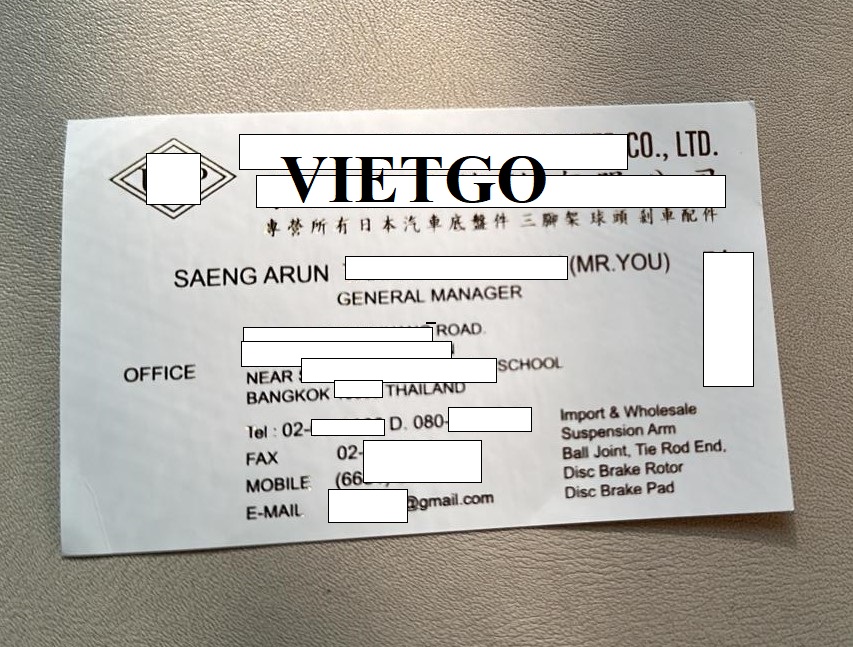 CO., LTD.
VIETGO
專營所有日本汽車底盤件 三腳架 球頭 剎車配件
SAENG ARUN (MR.YOU)
GENERAL MANAGER
ROAD.
OFFICE
NEAR SCHOOL
BANGKOK THAILAND
Tel : 02- D. 080-
FAX 02-
MOBILE (66
E-MAIL @gmail.com
Import & Wholesale
Suspension Arm
Ball Joint, Tie Rod End,
Disc Brake Rotor
Disc Brake Pad